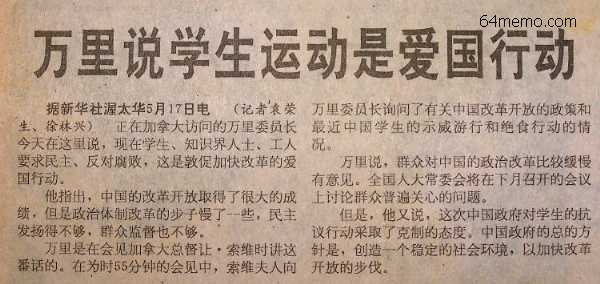 64memo.com
万里说学生运动是爱国行动
据新华社渥太华5月17日电 （记者袁荣
生、徐林兴） 正在加拿大访问的万里委员长
今天在这里说，现在学生、知识界人士、工人
要求民主、反对腐败，这是敦促加快改革的爱
国行动。
他指出，中国的改革开放取得了很大的成
绩，但是政治体制改革的步子慢了一些，民主
发扬得不够，群众监督也不够。
万里是在会见加拿大总督让·索维时讲这
番话的。在为时55分钟的会见中，索维夫人向
万里委员长询问了有关中国改革开放的政策和
最近中国学生的示威游行和绝食行动的情
况。
万里说，群众对中国的政治改革比较缓慢
有意见。全国人大常委会将在下月召开的会议
上讨论群众普遍关心的问题。
但是，他又说，这次中国政府对学生的抗
议行动采取了克制的态度。中国政府的总的方
针是，创造一个稳定的社会环境，以加快改革
开放的步伐。